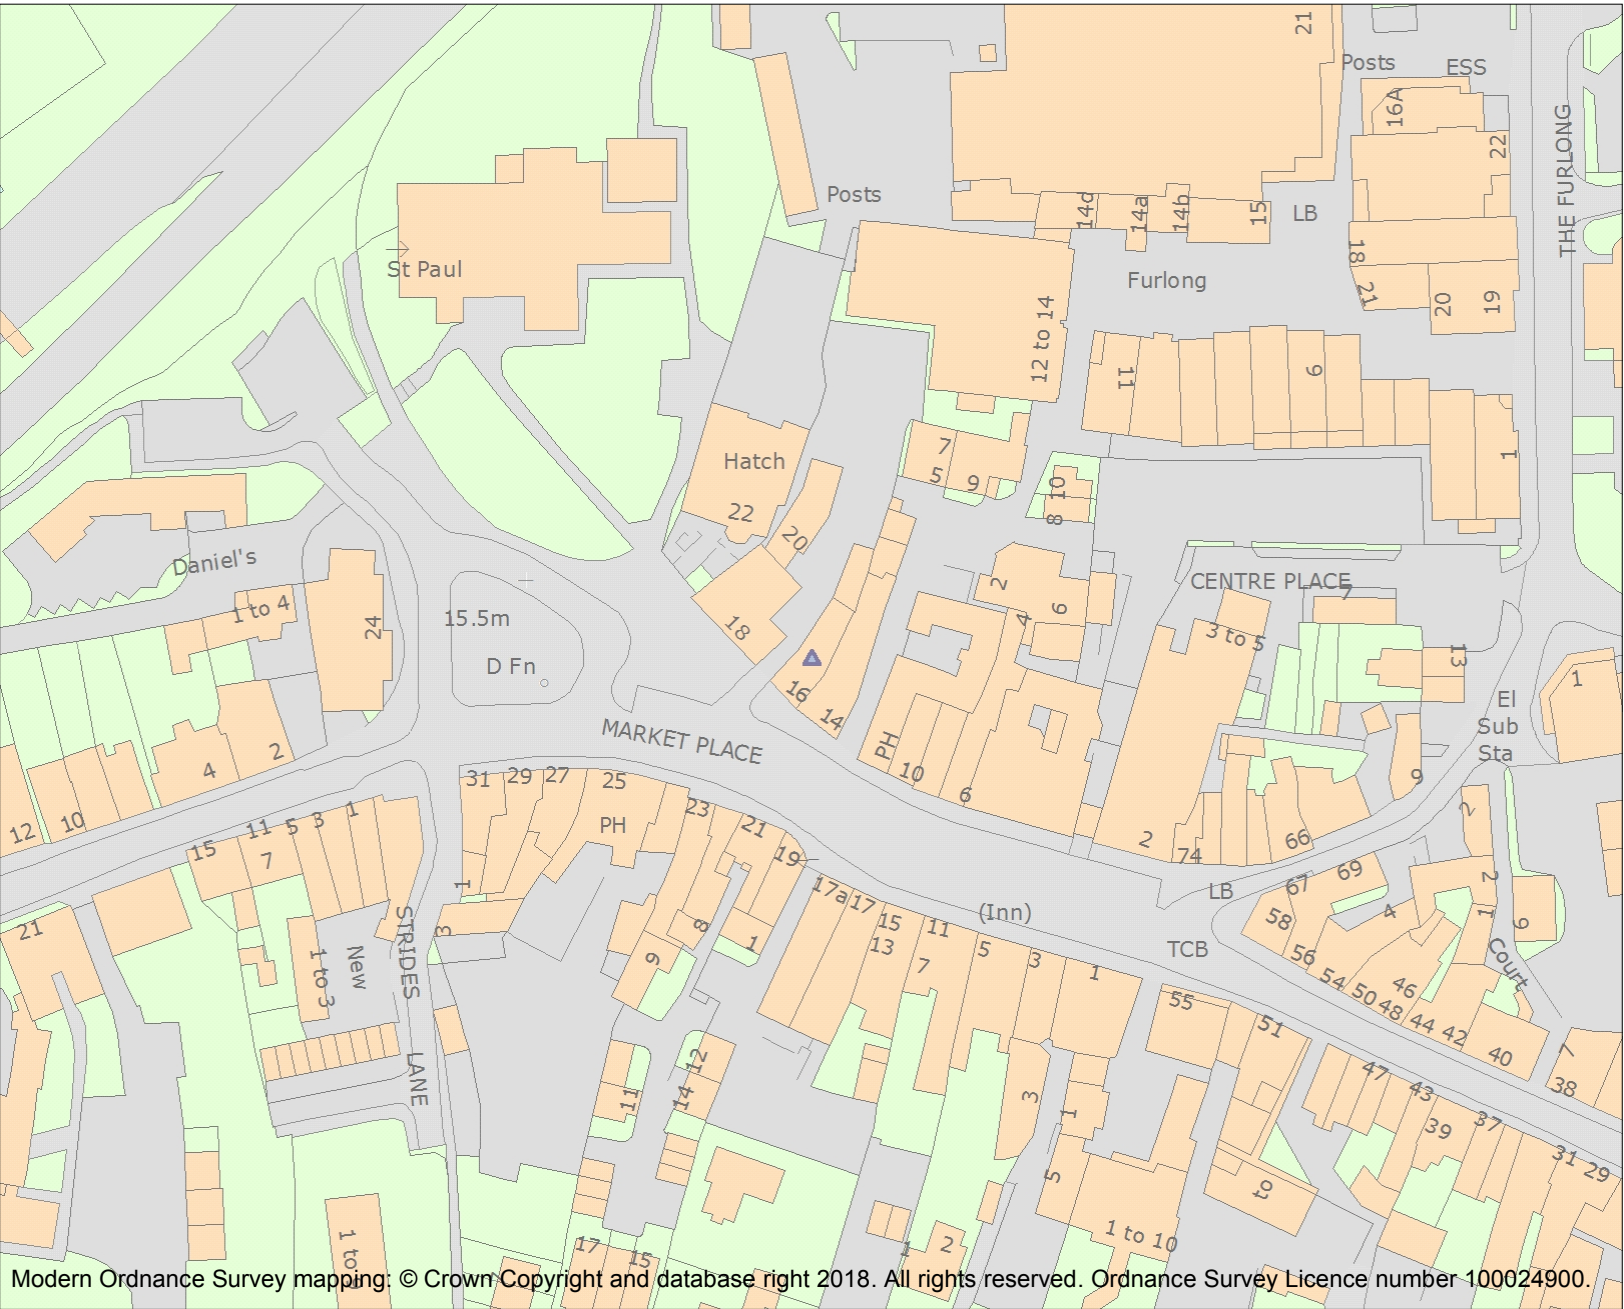 21
Posts
ESS
16A
22
THE FURLONG
Posts
14d
14a
14b
15
LB
18
St Paul
Furlong
21
20
19
12 to 14
11
9
1
Hatch
7
5
9
22
10
8
20
Daniel's
CENTRE PLACE
7
2
6
4
1 to 4
24
15.5m
18
3 to 5
D Fn
13
1
16
14
El
Sub
Sta
MARKET PLACE
PH
10
6
2
4
9
31
29
27
25
PH
23
21
19
2
74
66
2
12
10
15
11
5
3
1
7
1
17a
17
15
13
11
7
5
3
1
(Inn)
LB
67
69
58
56
54
50
48
46
44
42
40
4
2
1
9
Court
TCB
21
STRIDES
LANE
New
1 to 3
3
8
1
9
55
51
7
38
47
43
39
37
31
29
12
14
11
3
1
5
1 to 10
17
15
1
2
Modern Ordnance Survey mapping: © Crown Copyright and database right 2018. All rights reserved. Ordnance Survey Licence number 100024900.